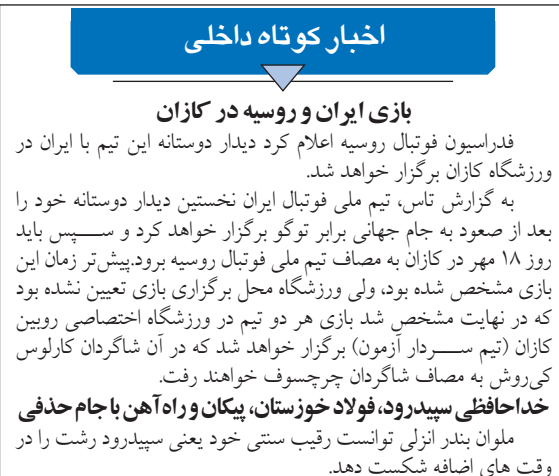 اخبار کوتاه داخلی
بازی ایران و روسیه در کازان
فدراسیون فوتبال روسیه اعلام کرد دیدار دوستانه این تیم با ایران در
ورزشگاه کازان برگزار خواهد شد.
به گزارش تاس، تیم ملی فوتبال ایران نخستین دیدار دوستانه خود را
بعد از صعود به جام جهانی برابر توگو برگزار خواهد کرد و سپس باید
روز ۱۸ مهر در کازان به مصاف تیم ملی فوتبال روسیه برود.پیش‌تر زمان این
بازی مشخص شده بود، ولی ورزشگاه محل برگزاری بازی تعیین نشده بود
که در نهایت مشخص شد بازی هر دو تیم در ورزشگاه اختصاصی روبین
کازان (تیم سردار آزمون) برگزار خواهد شد که در آن شاگردان کارلوس
کی‌روش به مصاف شاگردان چرچسوف خواهند رفت.
خداحافظی سپیدرود، فولاد خوزستان، پیکان و راه‌آهن با جام حذفی
ملوان بندر انزلی توانست رقیب سنتی خود یعنی سپیدرود رشت را در
وقت های اضافه شکست دهد.